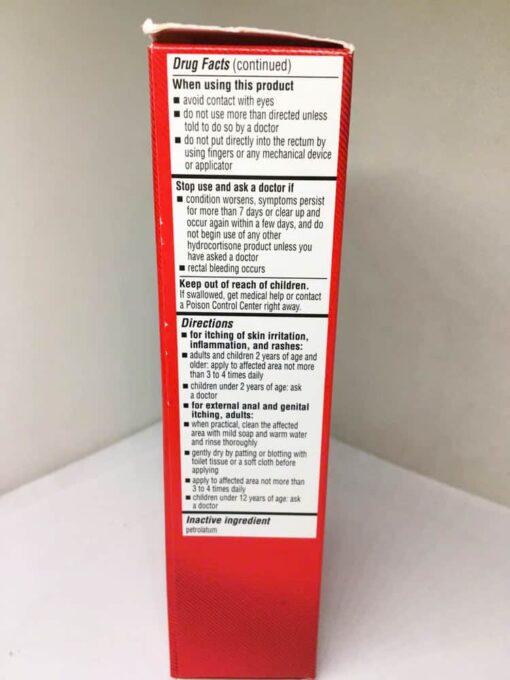 Drug Facts (continued)
When using this product
■ avoid contact with eyes
■ do not use more than directed unless
told to do so by a doctor
■ do not put directly into the rectum by
using fingers or any mechanical device
or applicator
Stop use and ask a doctor if
■ condition worsens, symptoms persist
for more than 7 days or clear up and
occur again within a few days, and do
not begin use of any other
hydrocortisone product unless you
have asked a doctor
■ rectal bleeding occurs
Keep out of reach of children.
If swallowed, get medical help or contact
a Poison Control Center right away.
Directions
■ for itching of skin irritation,
inflammation, and rashes:
■ adults and children 2 years of age and
older: apply to affected area not more
than 3 to 4 times daily
■ children under 2 years of age: ask
a doctor
■ for external anal and genital
itching, adults:
■ when practical, clean the affected
area with mild soap and warm water
and rinse thoroughly
■ gently dry by patting or blotting with
toilet tissue or a soft cloth before
applying
■ apply to affected area not more than
3 to 4 times daily
■ children under 12 years of age: ask
a doctor
Inactive ingredient
petrolatum